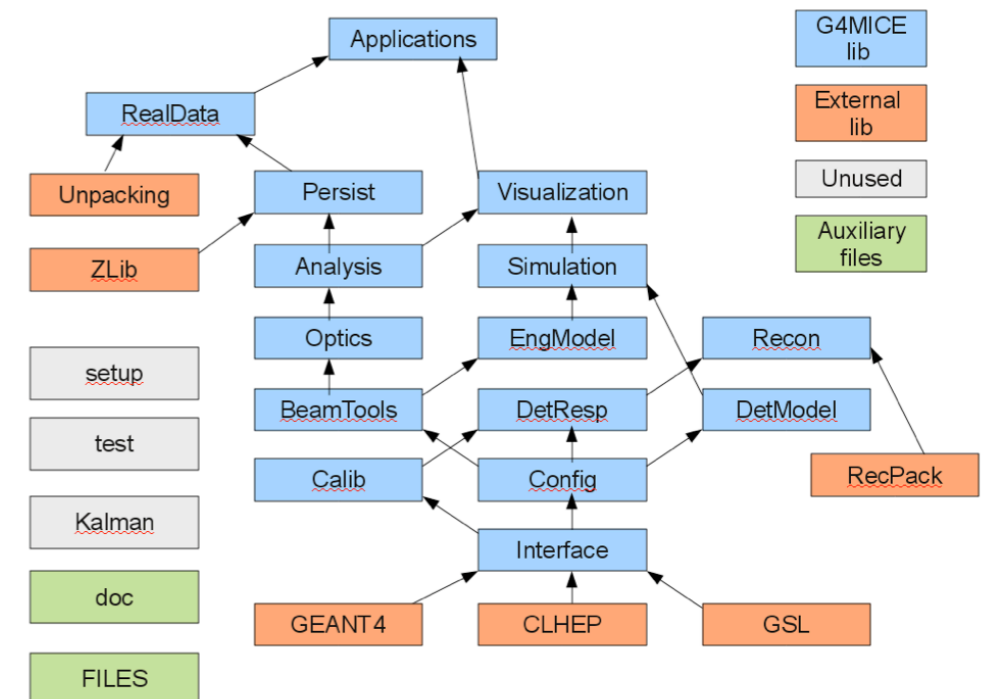 Applications
G4MICE
lib
RealData
External
lib
Unpacking
Persist
Visualization
Unused
ZLib
Analysis
Simulation
Auxiliary
files
Optics
EngModel
Recon
setup
BeamTools
DetResp
DetModel
test
Calib
Config
RecPack
Kalman
Interface
doc
GEANT4
CLHEP
GSL
FILES